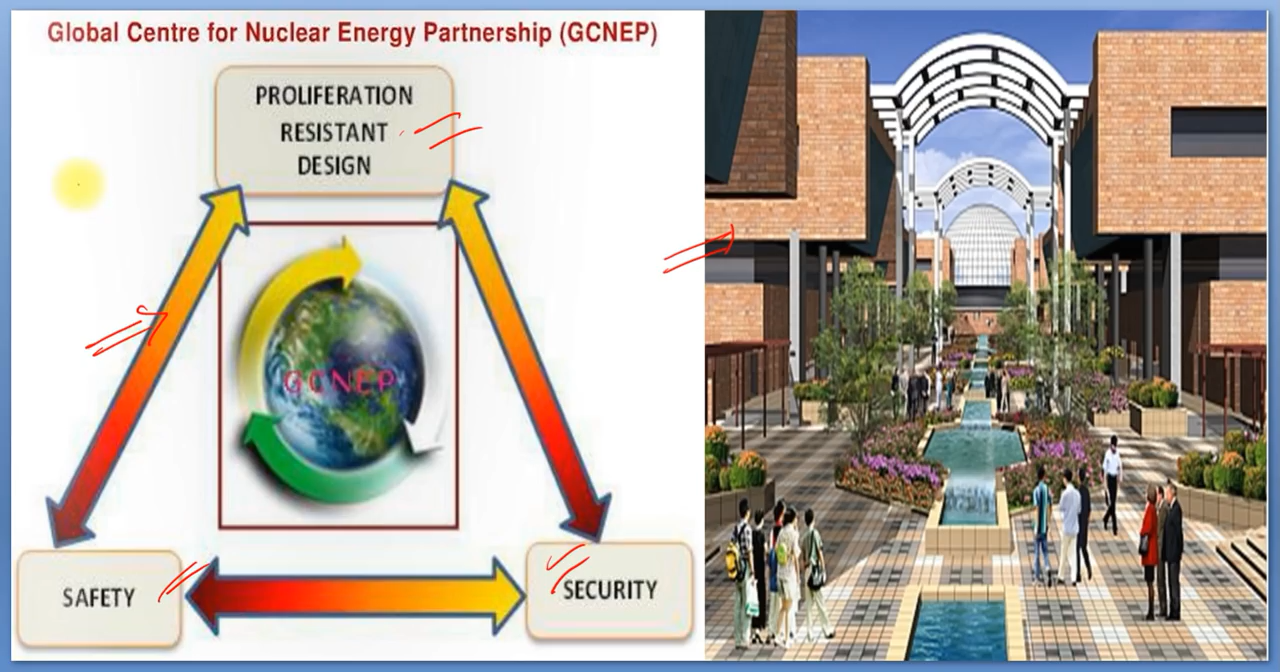 Global Centre for Nuclear Energy Partnership (GCNEP)
PROLIFERATION
RESISTANT
DESIGN
GCNEP
SAFETY
SECURITY